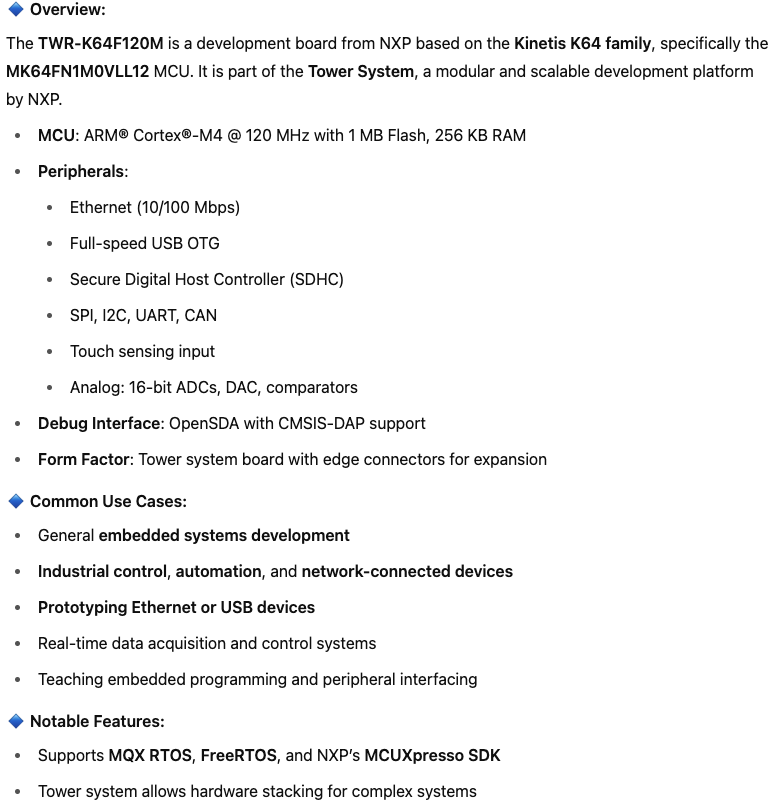 Overview:
The TWR-K64F120M is a development board from NXP based on the Kinetis K64 family, specifically the
MK64FN1M0VLL12 MCU. It is part of the Tower System, a modular and scalable development platform
by NXP.
MCU: ARM® Cortex®-M4 @ 120 MHz with 1 MB Flash, 256 KB RAM
Peripherals:
Ethernet (10/100 Mbps)
Full-speed USB OTG
Secure Digital Host Controller (SDHC)
SPI, I2C, UART, CAN
Touch sensing input
Analog: 16-bit ADCs, DAC, comparators
Debug Interface: OpenSDA with CMSIS-DAP support
Form Factor: Tower system board with edge connectors for expansion
Common Use Cases:
General embedded systems development
Industrial control, automation, and network-connected devices
Prototyping Ethernet or USB devices
Real-time data acquisition and control systems
Teaching embedded programming and peripheral interfacing
Notable Features:
Supports MQX RTOS, FreeRTOS, and NXP’s MCUXpresso SDK
Tower system allows hardware stacking for complex systems